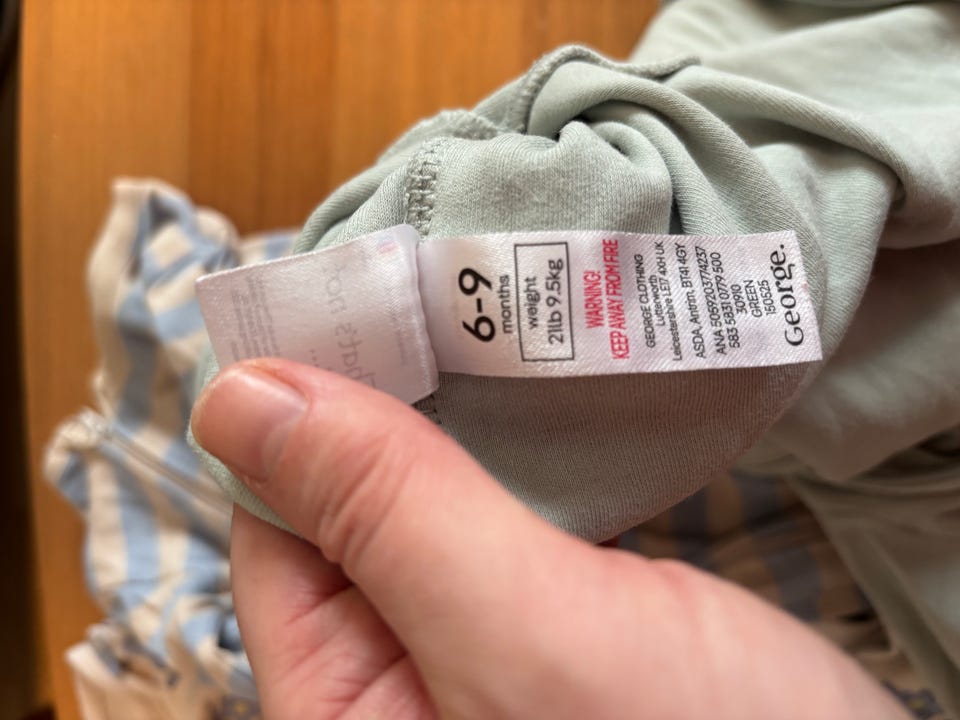 6-9
months
weight
21lb 9.5kg
WARNING!
KEEP AWAY FROM FIRE
GEORGE CLOTHING
Lutterworth
Leicestershire LE17 4XH UK
ASDA, Antrim. BT41 4GY
ANA 5059203774237
583 5831 0779 500
30910
GREEN
150525
George.